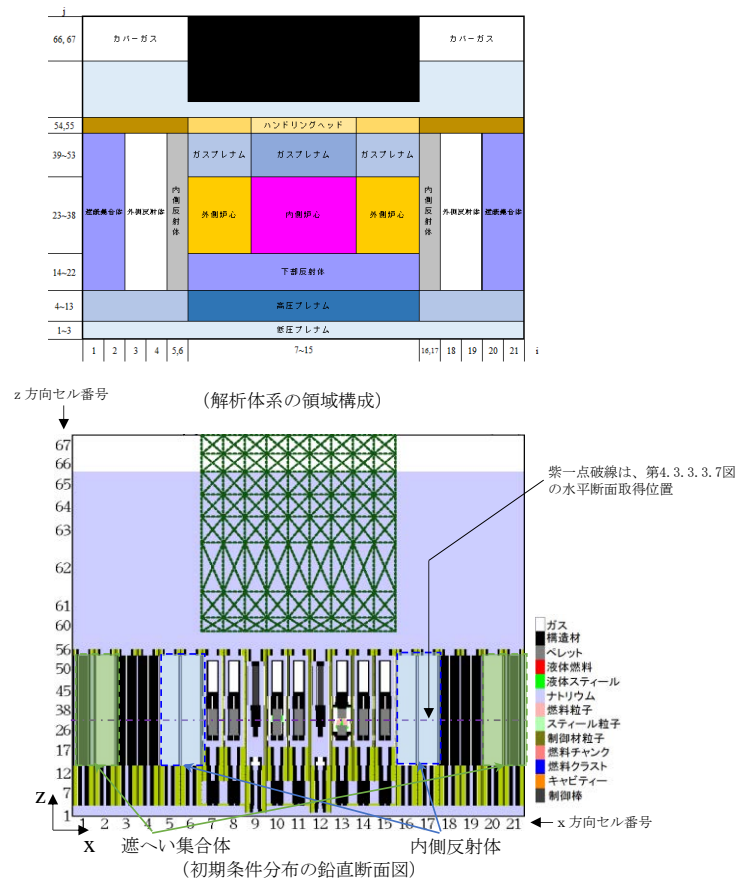 j
66, 67
カバーガス
カバーガス
54,55
ハンドリングヘッド
39~53
ガスプレナム
ガスプレナム
ガスプレナム
23~38
遮蔽集合体
外側反射体
内側反射体
外側炉心
内側炉心
外側炉心
内側反射体
外側反射体
遮蔽集合体
14~22
下部反射体
4~13
高圧プレナム
1~3
低圧プレナム
1 2 3 4 5,6 7~15 16,17 18 19 20 21 i
(解析体系の領域構成)
z 方向セル番号
67
66
65
64
63
62
61
60
56
50
45
38
26
17
12
7
1
紫一点破線は、第4.3.3.3.7図
の水平断面取得位置
ガス
構造材
ペレット
液体燃料
液体スティール
ナトリウム
燃料粒子
スティール粒子
制御材粒子
燃料チャンク
燃料クラスト
キャビティー
制御棒
Z
X
1 2 3 4 5 6 7 8 9 10 11 12 13 14 15 16 17 18 19 20 21
x 方向セル番号
遮へい集合体
内側反射体
(初期条件分布の鉛直断面図)